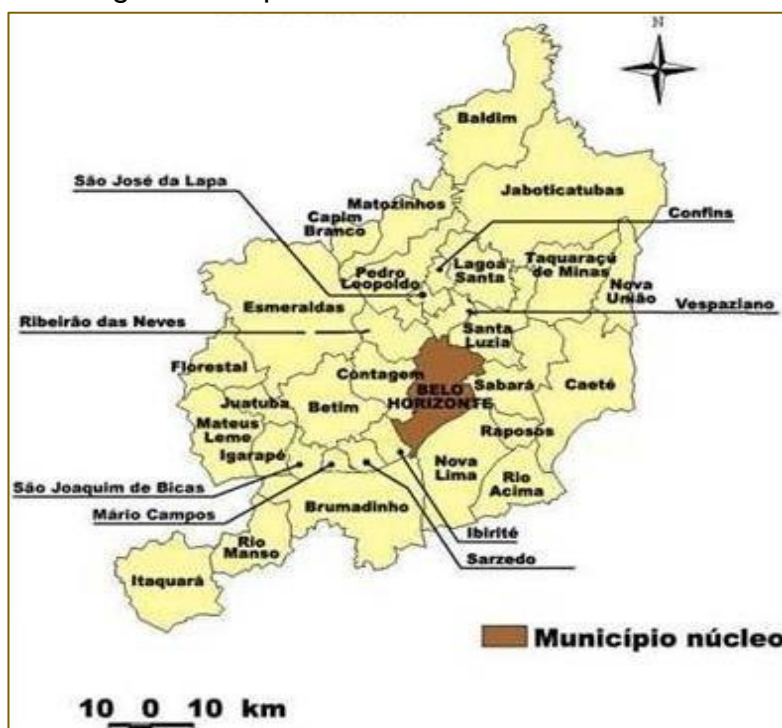 N
Baldim
São José da Lapa
Jaboticatubas
Matozinhos
Capim
Branco
Confins
Lagoa
Santa
Taquaraçú
de Minas
Pedro
Leopoldo
Nova
União
Esmeraldas
Vespaziano
Ribeirão das Neves
Santa
Luzia
Florestal
Contagem
Sabará
Caeté
BELO
HORIZONTE
Juatuba
Betim
Mateus
Leme
Raposos
Igarapé
Nova
Lima
Rio
Acima
São Joaquim de Bicas
Mário Campos
Brumadinho
Ibirité
Sarzedo
Rio
Manso
Itaquará
Município núcleo
10 0 10 km